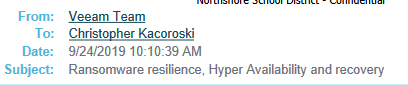 Northshore School District - Confidential
From: Veeam Team
To: Christopher Kacoroski
Date: 9/24/2019 10:10:39 AM
Subject: Ransomware resilience, Hyper Availability and recovery